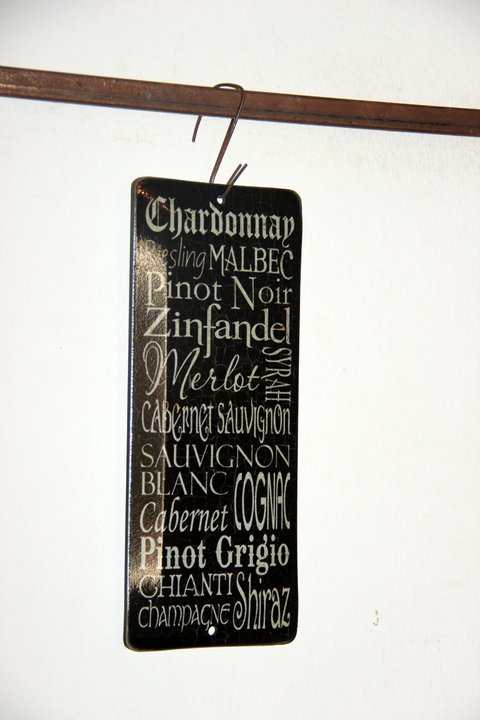 Chardonnay
Riesling MALBEC
Pinot Noir
Zinfandel
Merlot SYRAH
CABERNET SAUVIGNON
SAUVIGNON
BLANC COGNAC
Cabernet
Pinot Grigio
CHIANTI Shiraz
CHAMPAGNE